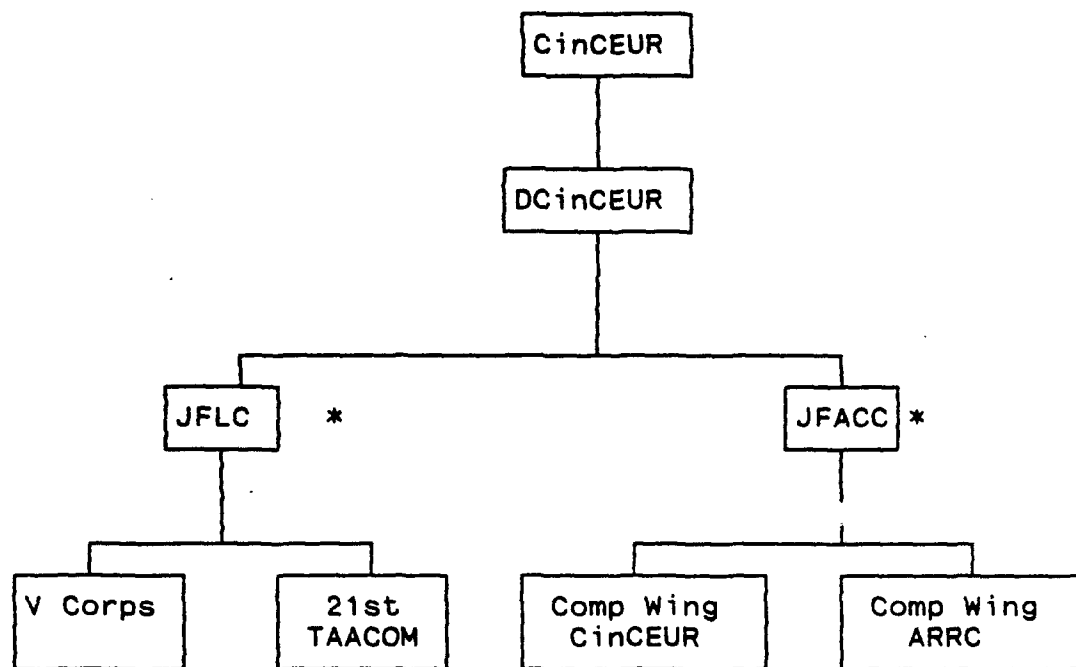 CinCEUR
DCinCEUR
JFLC *
JFACC *
V Corps
21st
TAACOM
Comp Wing
CinCEUR
Comp Wing
ARRC